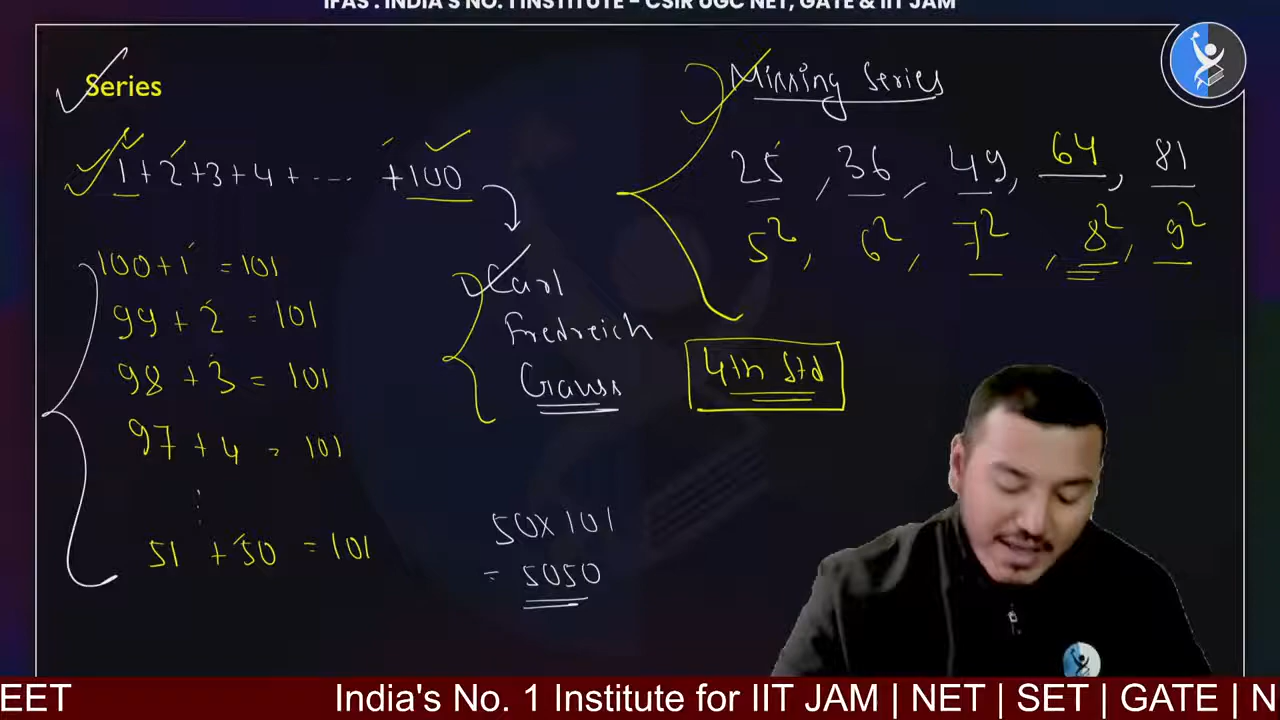 IFAS : INDIA'S NO. 1 INSTITUTE - CSIR UGC NET, GATE & IIT JAM
Series
1 + 2 + 3 + 4 + .... + 100
100 + 1 = 101
99 + 2 = 101
98 + 3 = 101
97 + 4 = 101
⋮
51 + 50 = 101
Carl
Fredreich
Gauss
50 x 101
= 5050
Missing Series
25, 36, 49, 64, 81
5², 6², 7², 8², 9²
4th Std
EET India's No. 1 Institute for IIT JAM | NET | SET | GATE | N